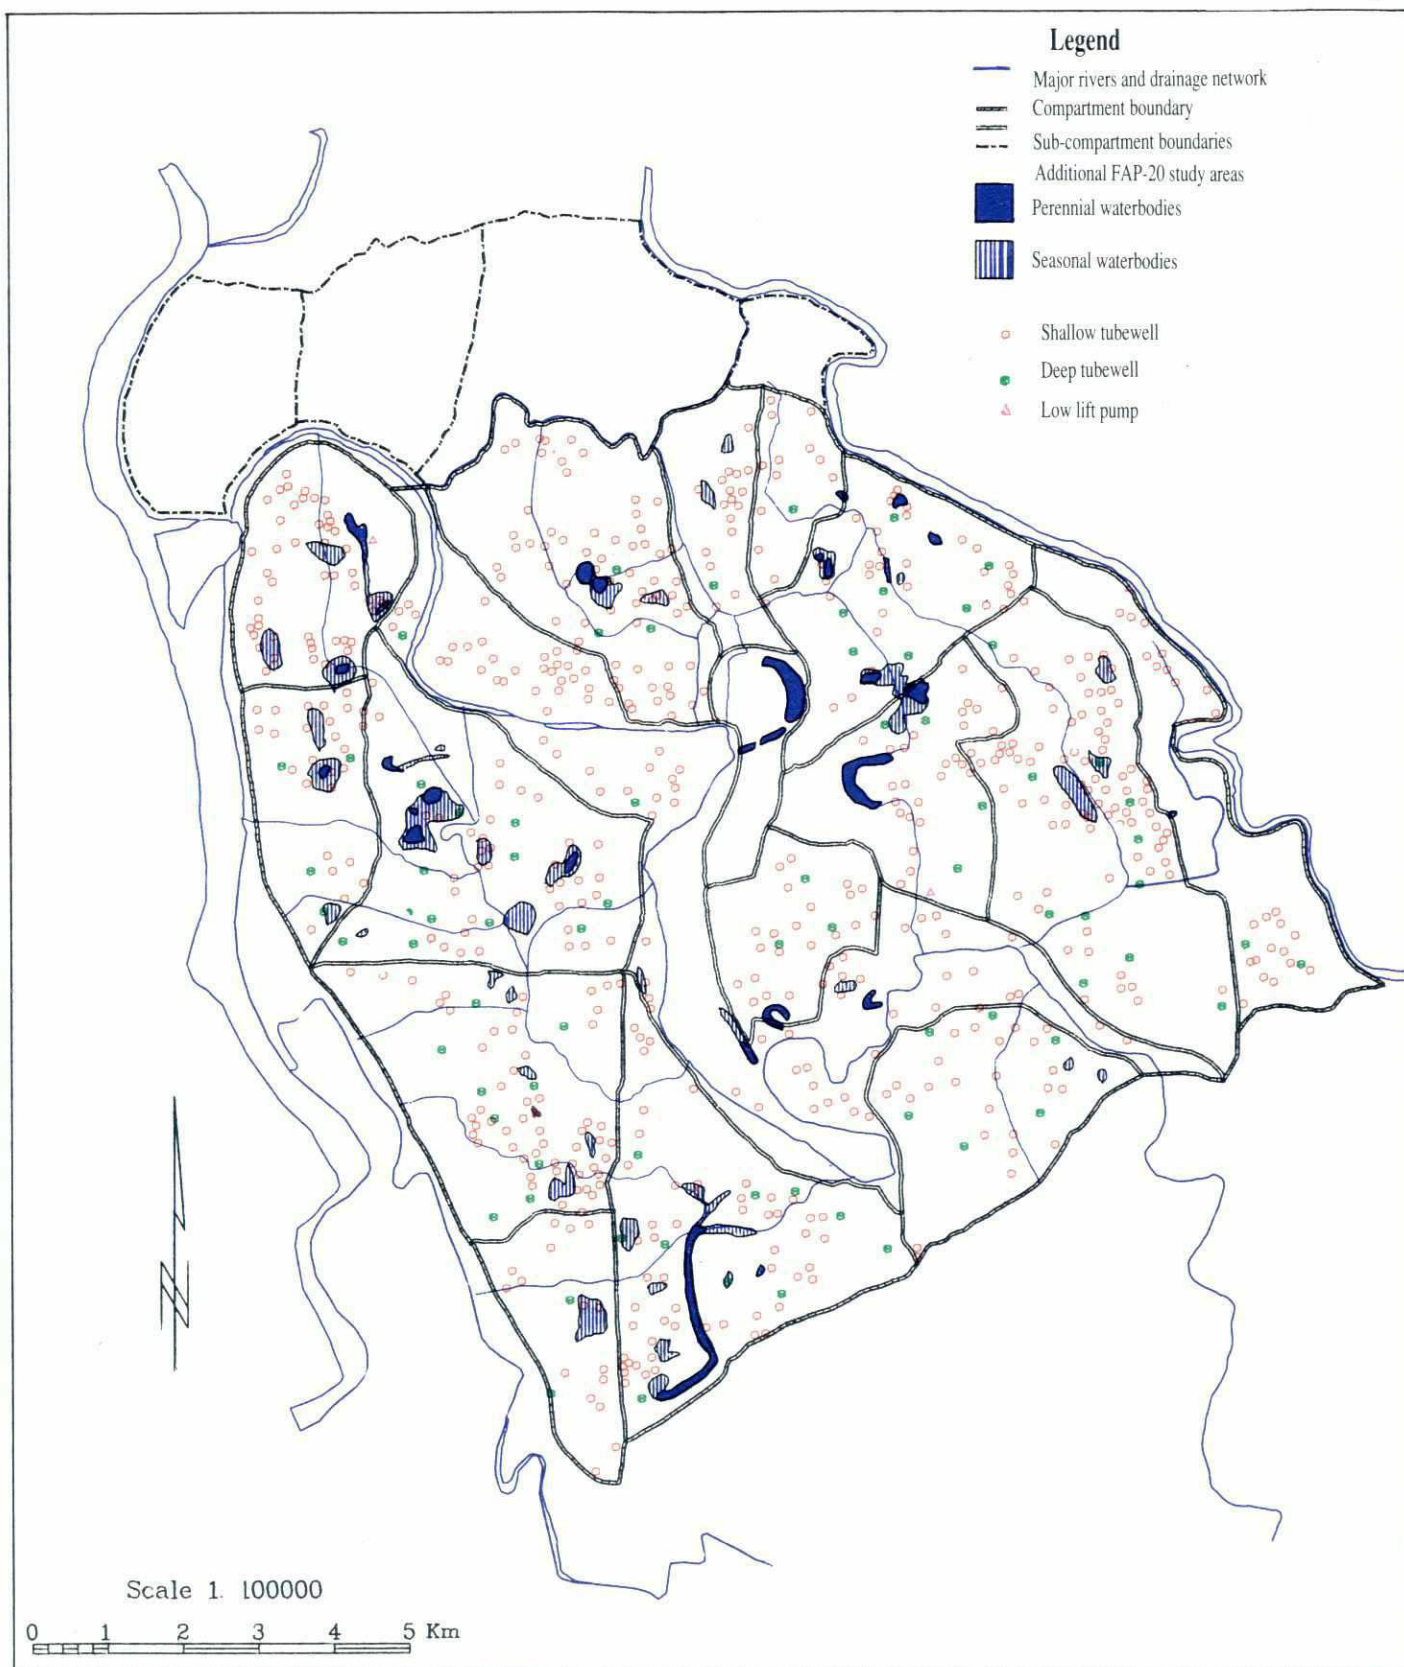 Legend
Major rivers and drainage network
Compartment boundary
Sub-compartment boundaries
Additional FAP-20 study areas
Perennial waterbodies
Seasonal waterbodies
Shallow tubewell
Deep tubewell
Low lift pump
Scale 1. 100000
0 1 2 3 4 5 Km